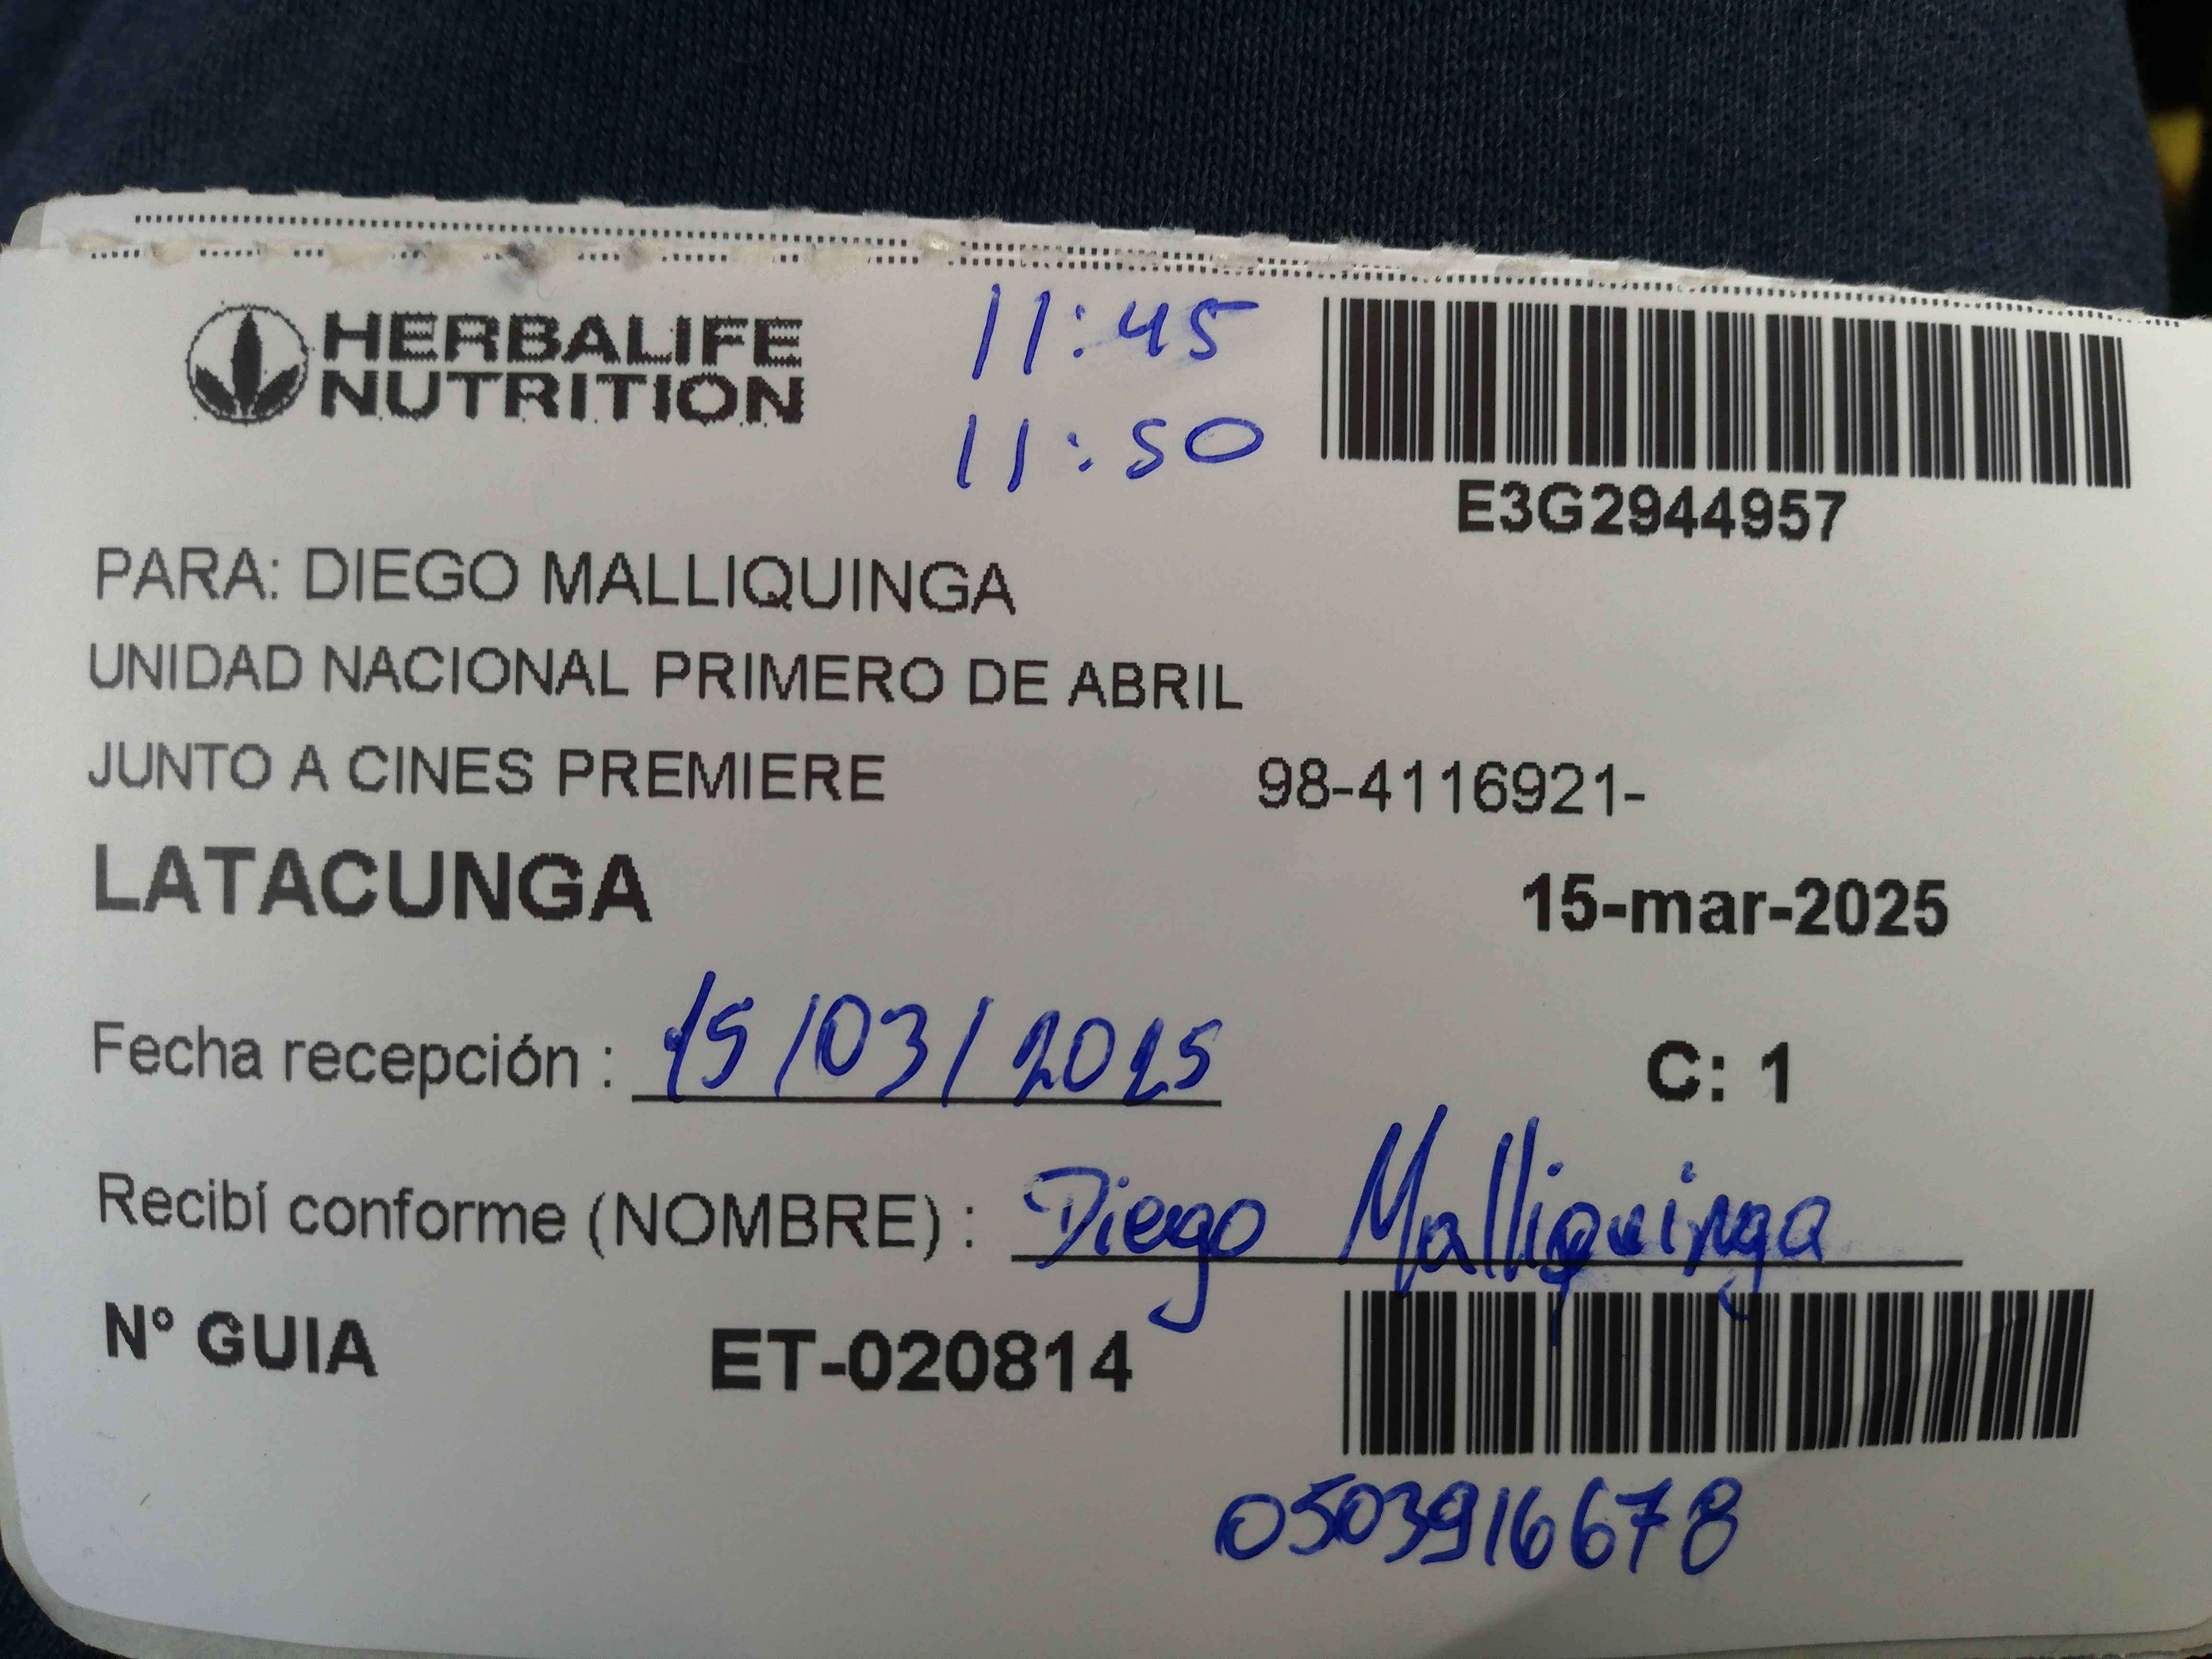 HERBALIFE
NUTRITION
11:45
11:50
E3G2944957
PARA: DIEGO MALLIQUINGA
UNIDAD NACIONAL PRIMERO DE ABRIL
JUNTO A CINES PREMIERE 98-4116921-
LATACUNGA 15-mar-2025
Fecha recepción : 15/03/2025 C: 1
Recibí conforme (NOMBRE) : Diego Malliquinga
N° GUIA ET-020814
0503916678